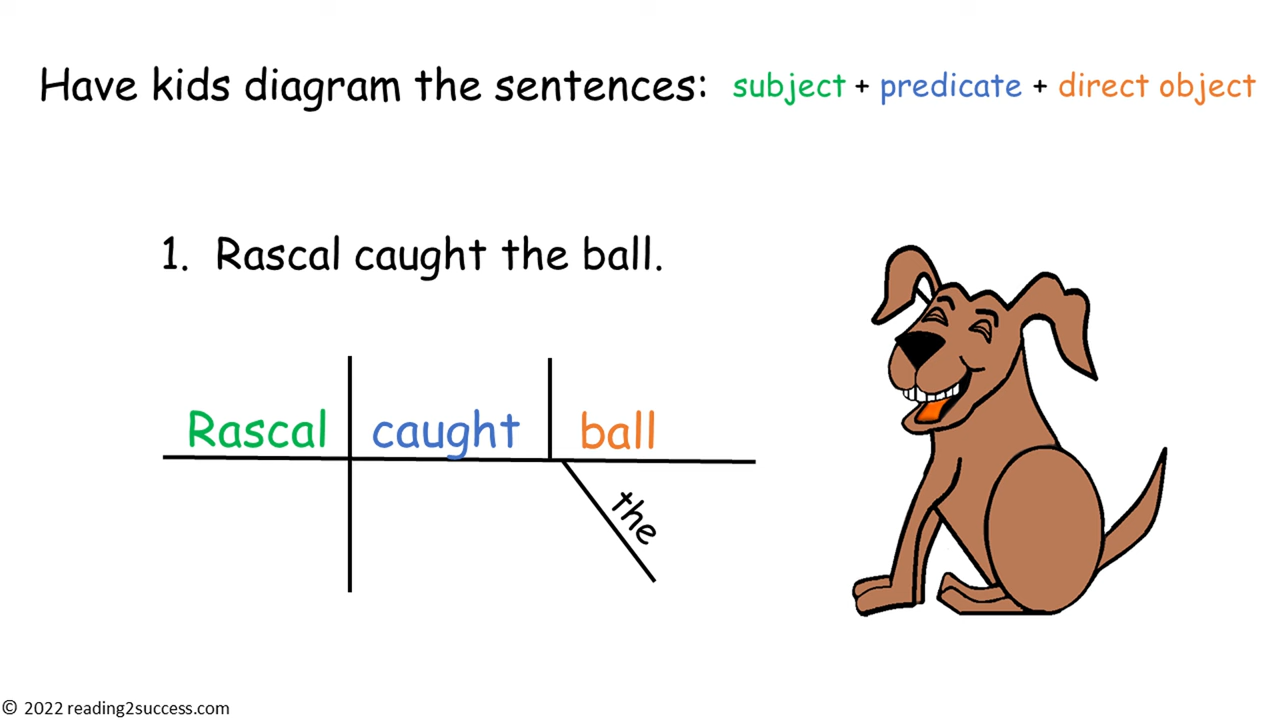 Have kids diagram the sentences: subject + predicate + direct object
1. Rascal caught the ball.
Rascal caught ball
the
© 2022 reading2success.com